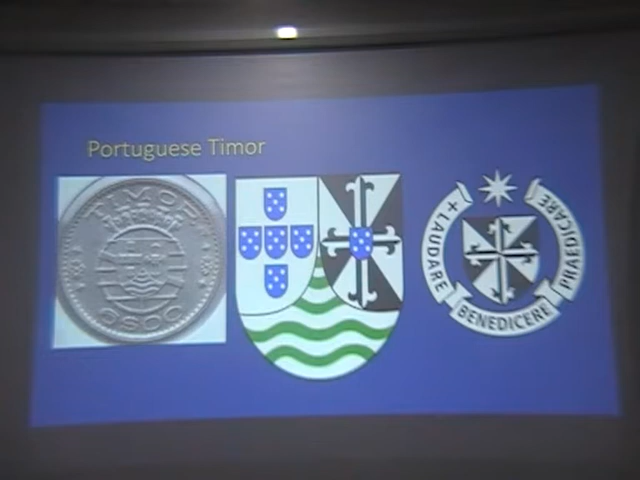 Portuguese Timor
TIMOR
+ LAUDARE
BENEDICERE
PRAEDICARE